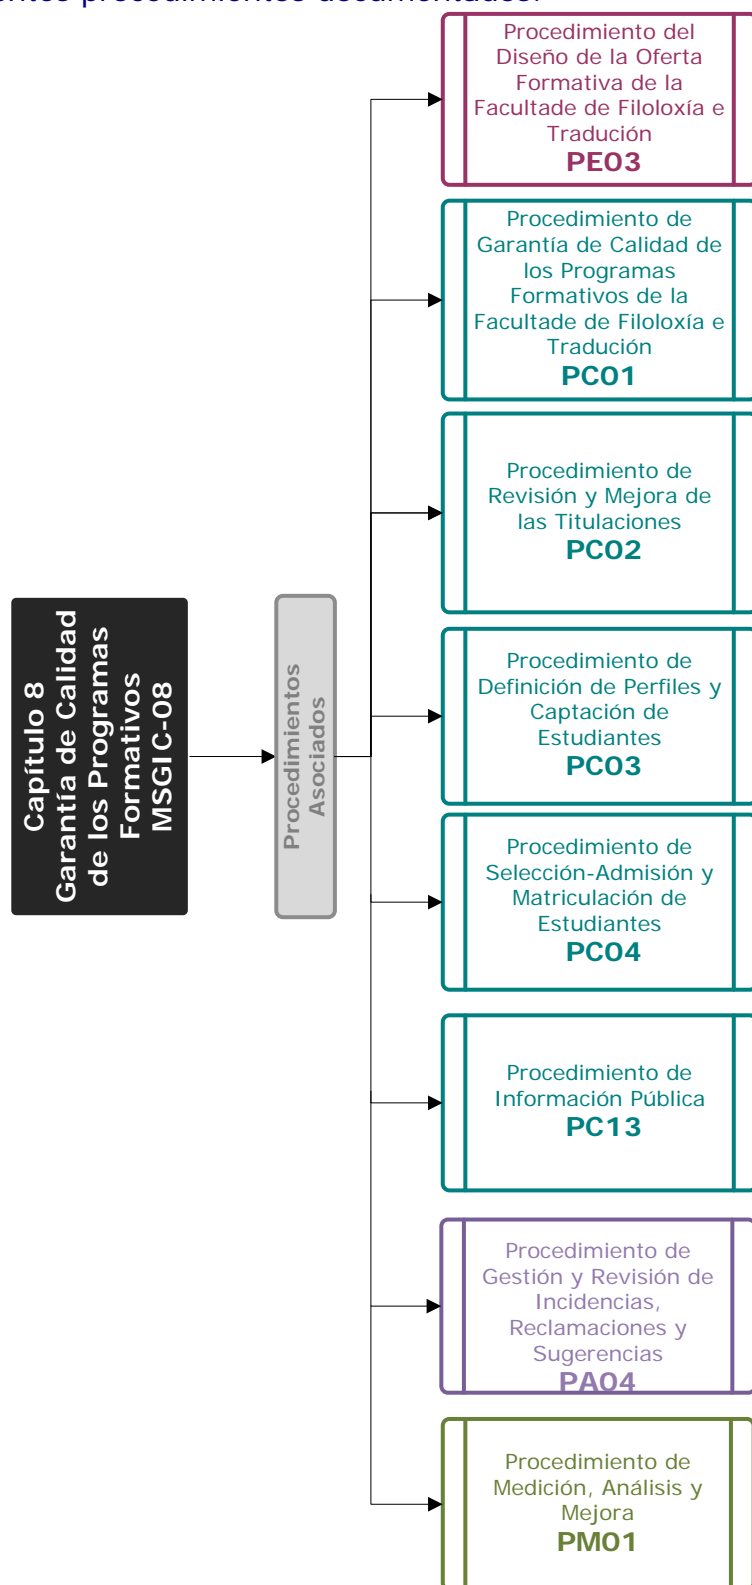 procedimientos documentados:
Procedimiento del
Diseño de la Oferta
Formativa de la
Facultade de Filoloxía e
Tradución
PE03
Procedimiento de
Garantía de Calidad de
los Programas
Formativos de la
Facultade de Filoloxía e
Tradución
PC01
Procedimiento de
Revisión y Mejora de
las Titulaciones
PC02
Capítulo 8
Garantía de Calidad
de los Programas
Formativos
MSGIC-08
Procedimientos
Asociados
Procedimiento de
Definición de Perfiles y
Captación de
Estudiantes
PC03
Procedimiento de
Selección-Admisión y
Matriculación de
Estudiantes
PC04
Procedimiento de
Información Pública
PC13
Procedimiento de
Gestión y Revisión de
Incidencias,
Reclamaciones y
Sugerencias
PA04
Procedimiento de
Medición, Análisis y
Mejora
PM01